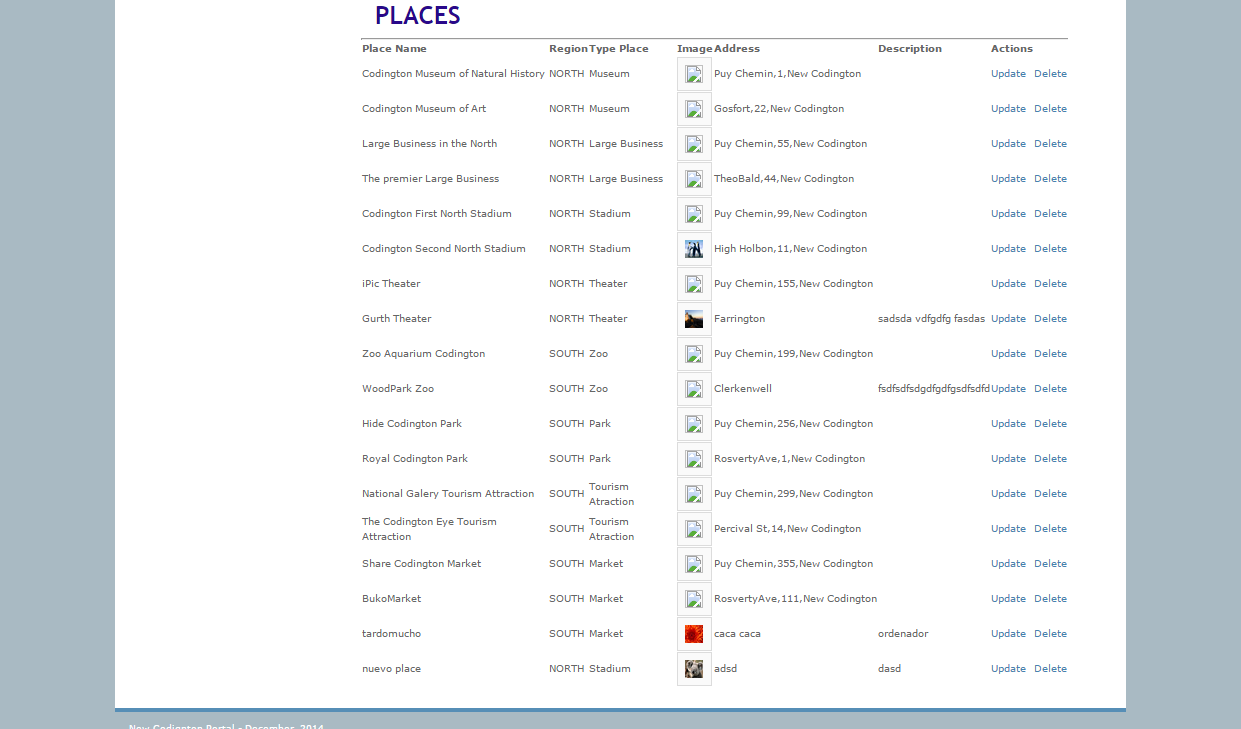 PLACES
Place Name Region Type Place Image Address Description Actions
Codington Museum of Natural History NORTH Museum Puy Chemin,1,New Codington Update Delete
Codington Museum of Art NORTH Museum Gosfort,22,New Codington Update Delete
Large Business in the North NORTH Large Business Puy Chemin,55,New Codington Update Delete
The premier Large Business NORTH Large Business TheoBald,44,New Codington Update Delete
Codington First North Stadium NORTH Stadium Puy Chemin,99,New Codington Update Delete
Codington Second North Stadium NORTH Stadium High Holbon,11,New Codington Update Delete
iPic Theater NORTH Theater Puy Chemin,155,New Codington Update Delete
Gurth Theater NORTH Theater Farrington sadsda vdfgdfg fasdas Update Delete
Zoo Aquarium Codington SOUTH Zoo Puy Chemin,199,New Codington Update Delete
WoodPark Zoo SOUTH Zoo Clerkenwell fsdfsdfsdgdfgdfgsdfsdfd Update Delete
Hide Codington Park SOUTH Park Puy Chemin,256,New Codington Update Delete
Royal Codington Park SOUTH Park RosvertyAve,1,New Codington Update Delete
National Galery Tourism Attraction SOUTH Tourism Atraction Puy Chemin,299,New Codington Update Delete
The Codington Eye Tourism Attraction SOUTH Tourism Atraction Percival St,14,New Codington Update Delete
Share Codington Market SOUTH Market Puy Chemin,355,New Codington Update Delete
BukoMarket SOUTH Market RosvertyAve,111,New Codington Update Delete
tardomucho SOUTH Market caca caca ordenador Update Delete
nuevo place NORTH Stadium adsd dasd Update Delete
New Codington Portal - December, 2014